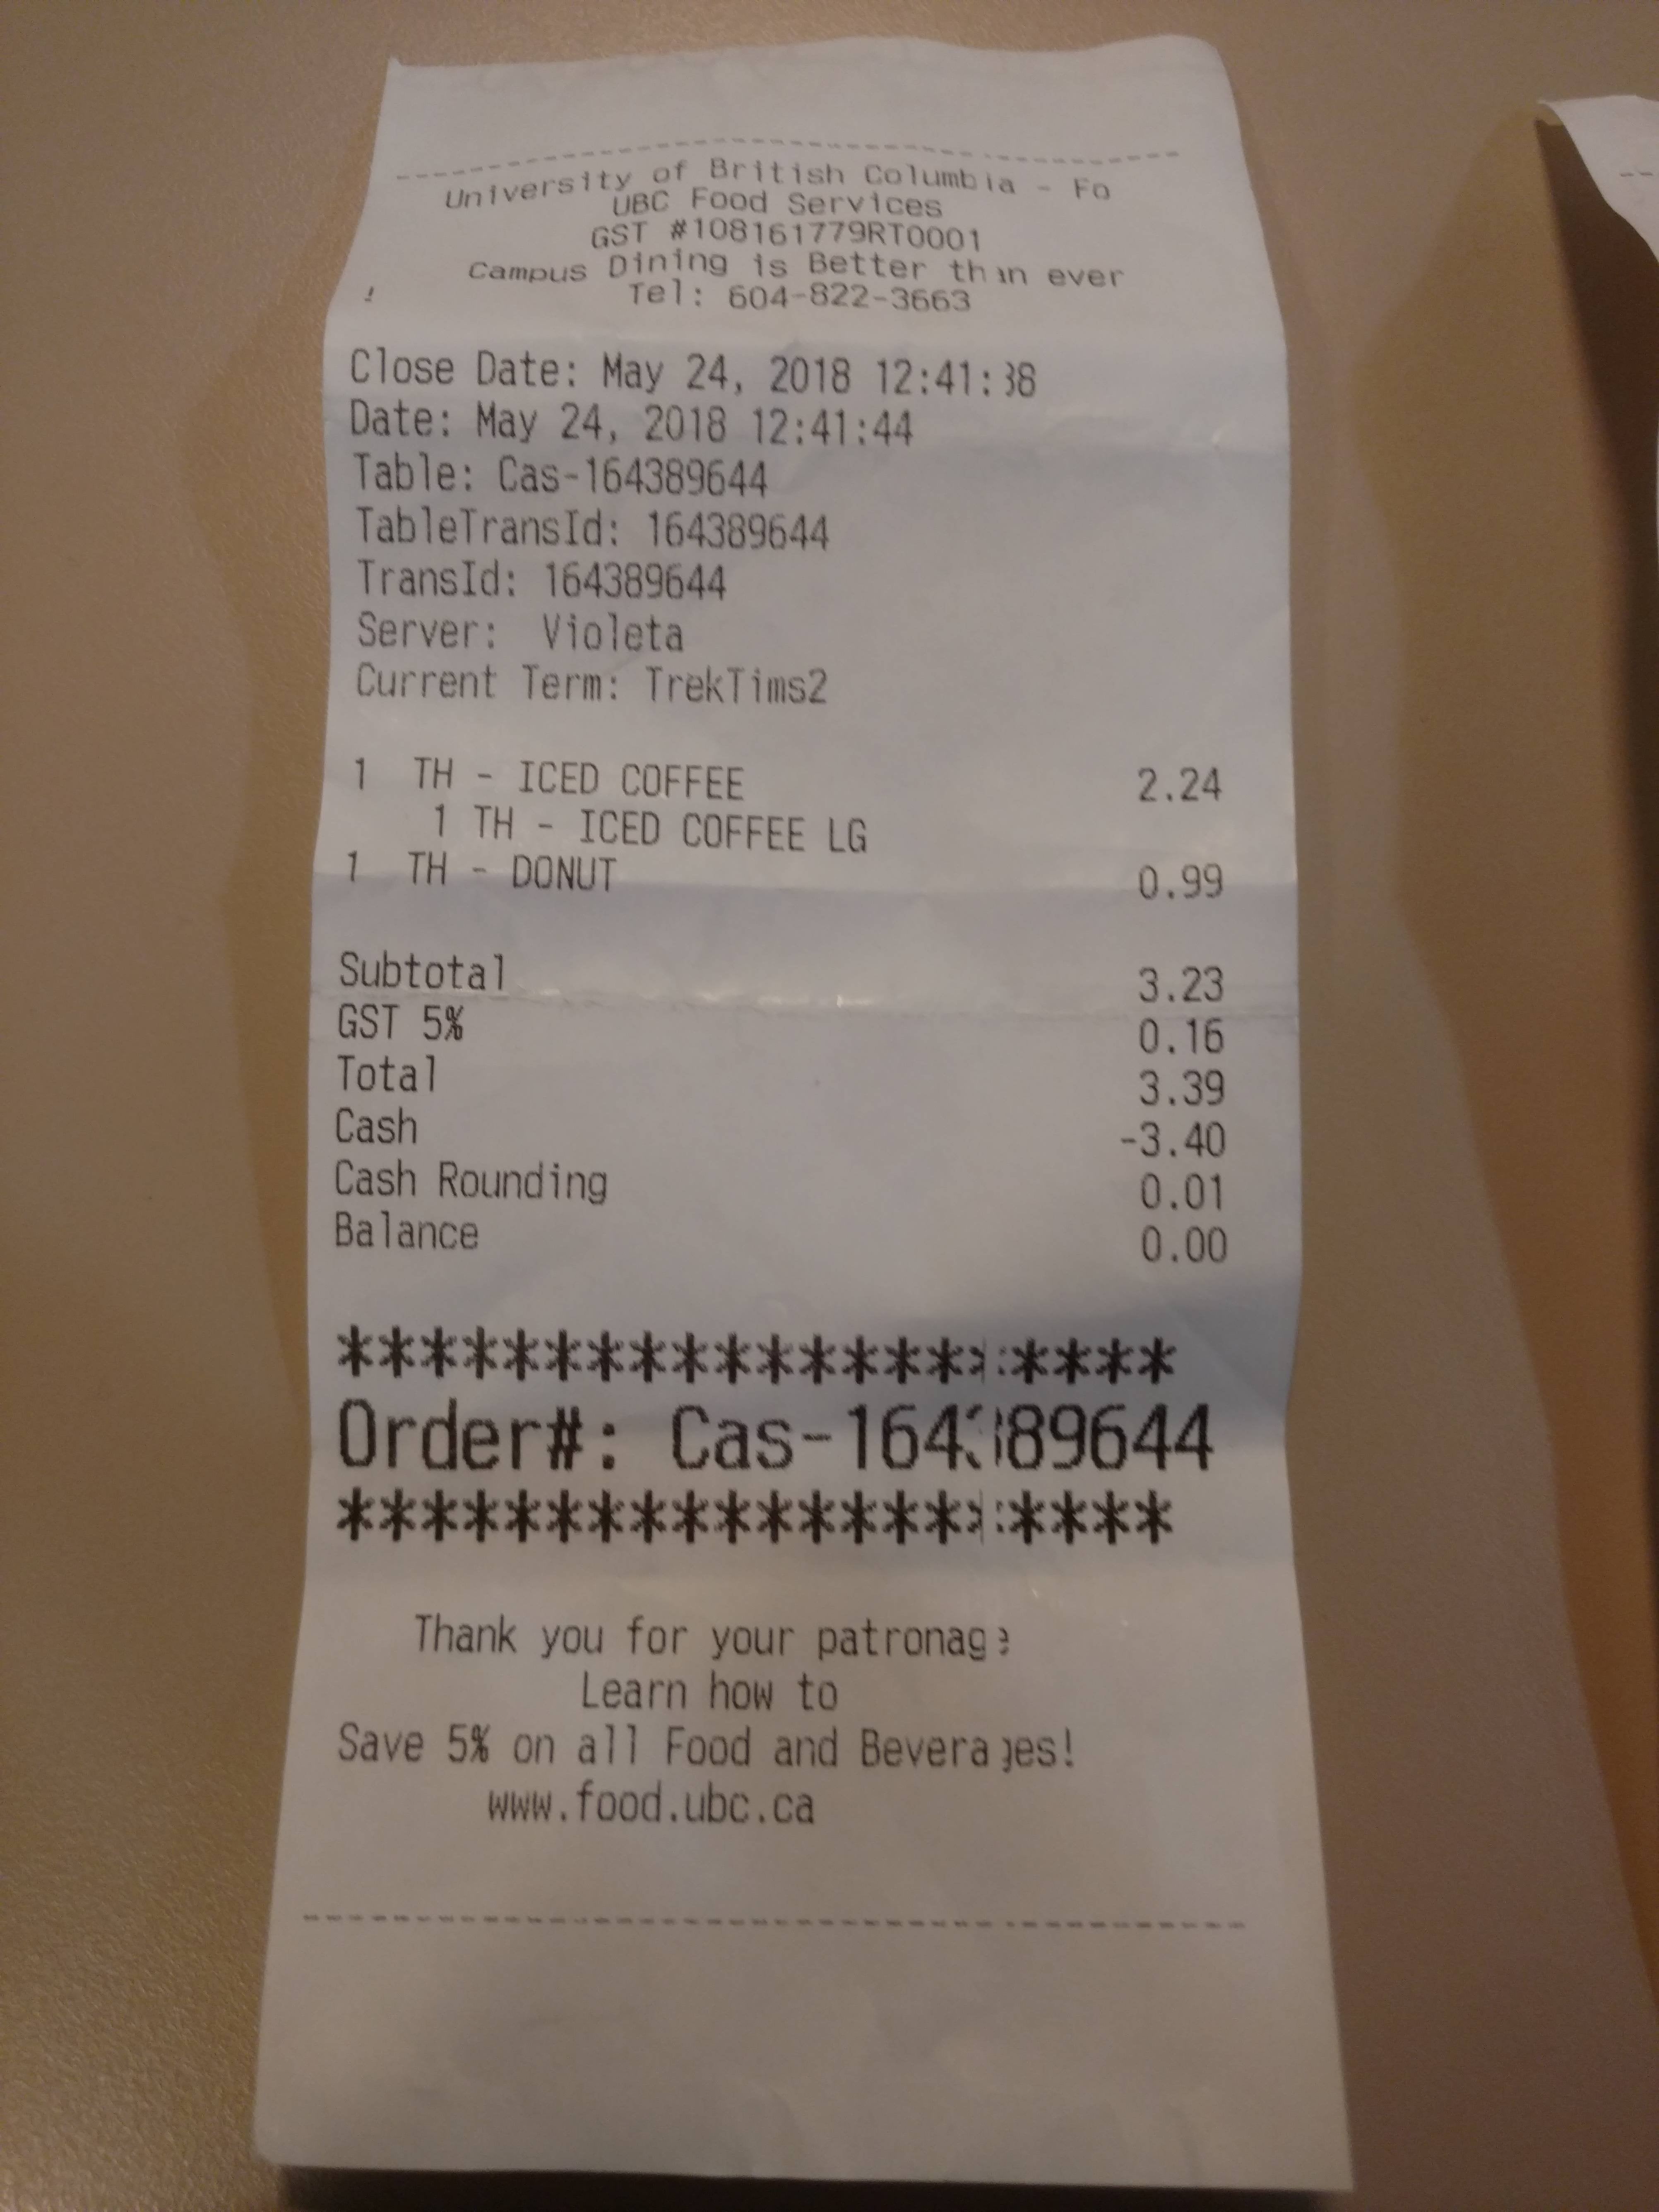 University of British Columbia - Fo
UBC Food Services
GST #108161779RT0001
Campus Dining is Better than ever
!
Tel: 604-822-3663
Close Date: May 24, 2018 12:41:38
Date: May 24, 2018 12:41:44
Table: Cas-164389644
TableTransId: 164389644
TransId: 164389644
Server: Violeta
Current Term: TrekTims2
1 TH - ICED COFFEE 2.24
1 TH - ICED COFFEE LG
1 TH - DONUT 0.99
Subtotal 3.23
GST 5% 0.16
Total 3.39
Cash -3.40
Cash Rounding 0.01
Balance 0.00
********************
Order#: Cas-164389644
********************
Thank you for your patronage
Learn how to
Save 5% on all Food and Beverages!
www.food.ubc.ca